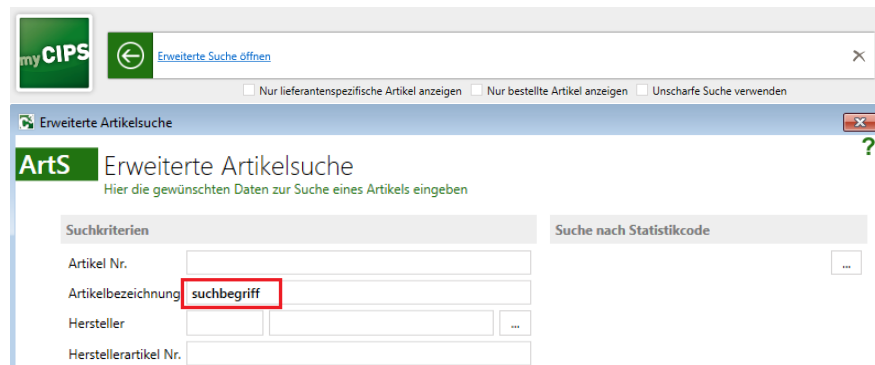 myCIPS
Erweiterte Suche öffnen
Nur lieferantenspezifische Artikel anzeigen Nur bestellte Artikel anzeigen Unscharfe Suche verwenden
Erweiterte Artikelsuche
?
ArtS Erweiterte Artikelsuche
Hier die gewünschten Daten zur Suche eines Artikels eingeben
Suchkriterien Suche nach Statistikcode
Artikel Nr. ...
Artikelbezeichnung suchbegriff
Hersteller ...
Herstellerartikel Nr.